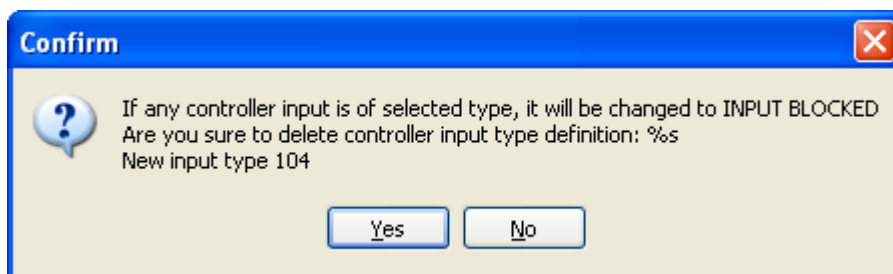 Confirm
?
If any controller input is of selected type, it will be changed to INPUT BLOCKED
Are you sure to delete controller input type definition: %s
New input type 104
Yes No